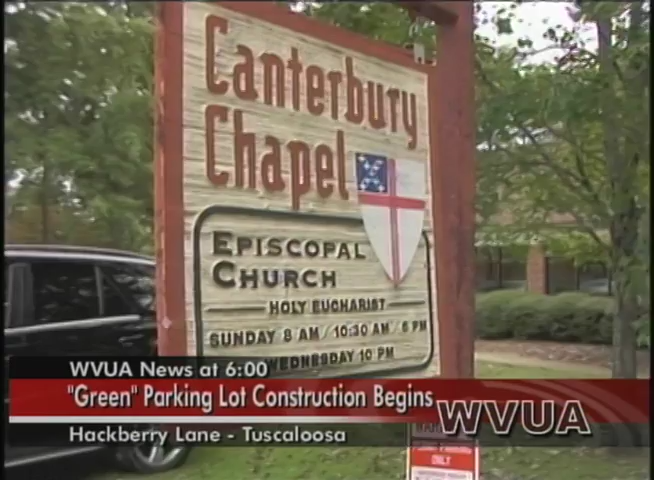 Canterbury
Chapel
EPISCOPAL
CHURCH
HOLY EUCHARIST
SUNDAY 8 AM / 10:30 AM / 6 PM
WEDNESDAY 10 PM
WVUA News at 6:00
"Green" Parking Lot Construction Begins
WVUA
Hackberry Lane - Tuscaloosa
ONLY